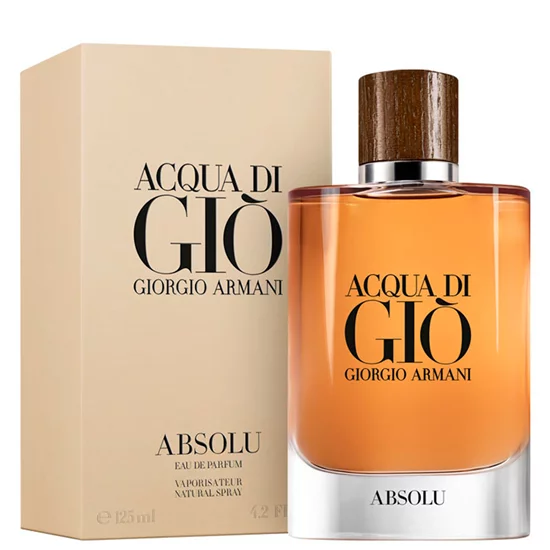 ACQUA DI
GIÒ
GIORGIO ARMANI
ABSOLU
EAU DE PARFUM
VAPORISATEUR
NATURAL SPRAY
℮125 ml
4.2
ACQUA DI
GIÒ
GIORGIO ARMANI
ABSOLU